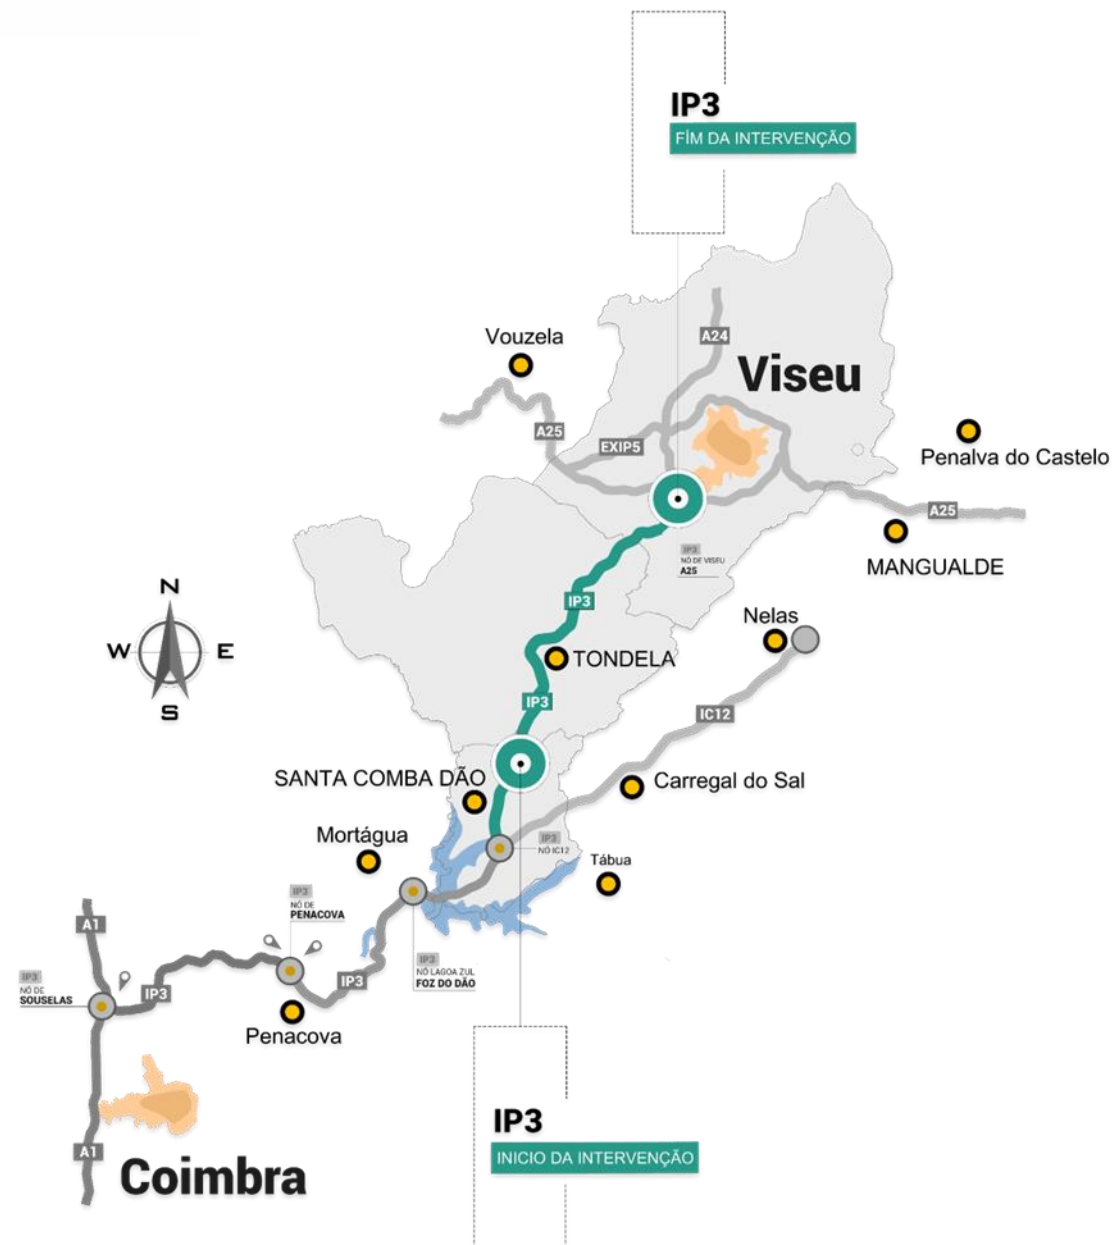 IP3
FÍM DA INTERVENÇÃO
A24
Vouzela
Viseu
A25
EXIP5
Penalva do Castelo
A25
MANGUALDE
IP3
NÓ DE VISEU
A25
IP3
N
W E
S
Nelas
TONDELA
IP3
IC12
SANTA COMBA DÃO
Carregal do Sal
Mortágua
IP3
NÓ IC12
Tábua
IP3
NÓ DE
PENACOVA
A1
IP3
NÓ LAGOA ZUL
FOZ DO DÃO
IP3
NÓ DE
SOUSELAS
IP3
IP3
Penacova
IP3
INICIO DA INTERVENÇÃO
A1
Coimbra